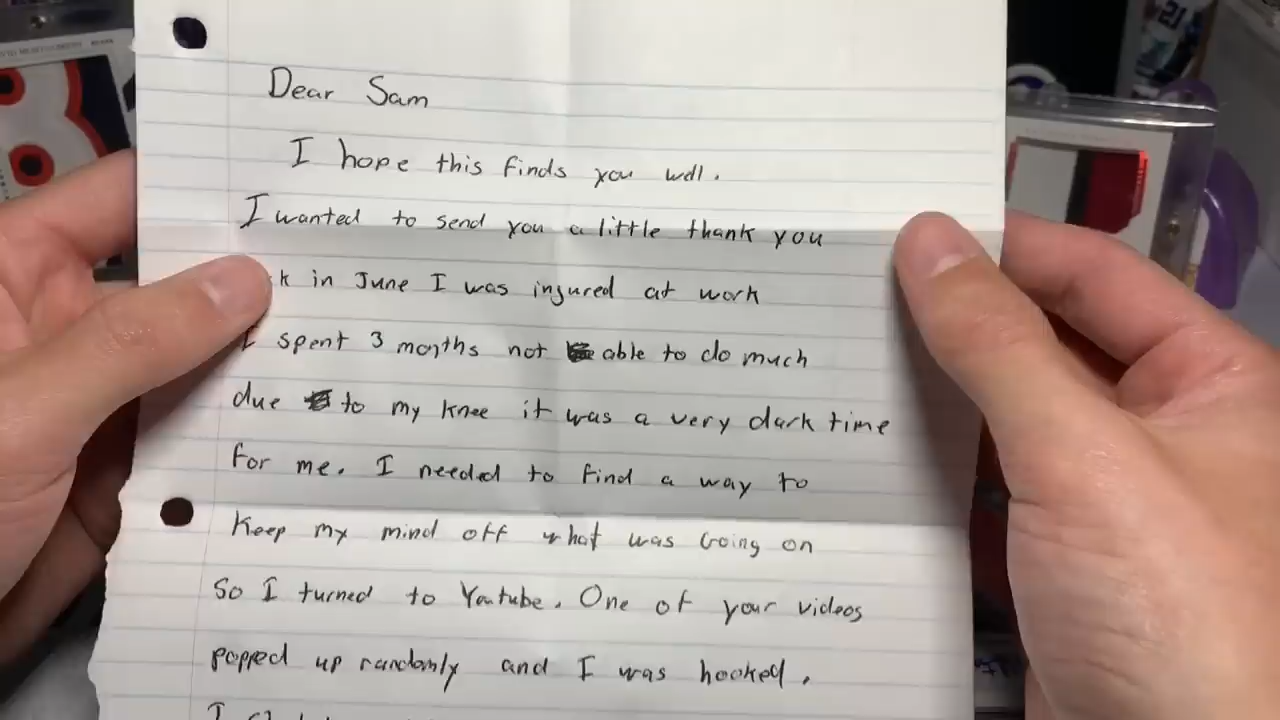 Dear Sam
I hope this finds you well.
I wanted to send you a little thank you
k in June I was injured at work
I spent 3 months not able to do much
due to my knee it was a very dark time
for me. I needed to find a way to
Keep my mind off what was Going on
So I turned to Youtube. One of your videos
popped up randomly and I was hooked.
I
21